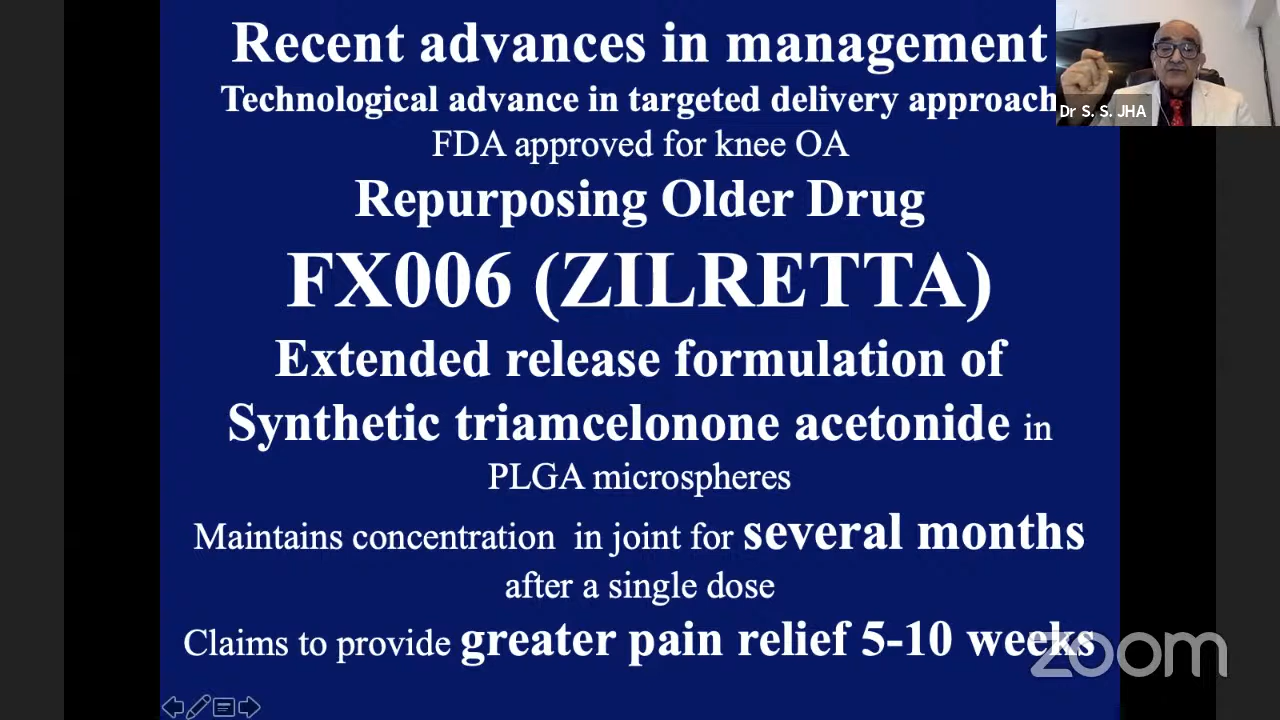 Recent advances in management
Technological advance in targeted delivery approach
FDA approved for knee OA
Repurposing Older Drug
FX006 (ZILRETTA)
Extended release formulation of
Synthetic triamcelonone acetonide in
PLGA microspheres
Maintains concentration in joint for several months
after a single dose
Claims to provide greater pain relief 5-10 weeks
Dr S. S. JHA
zoom